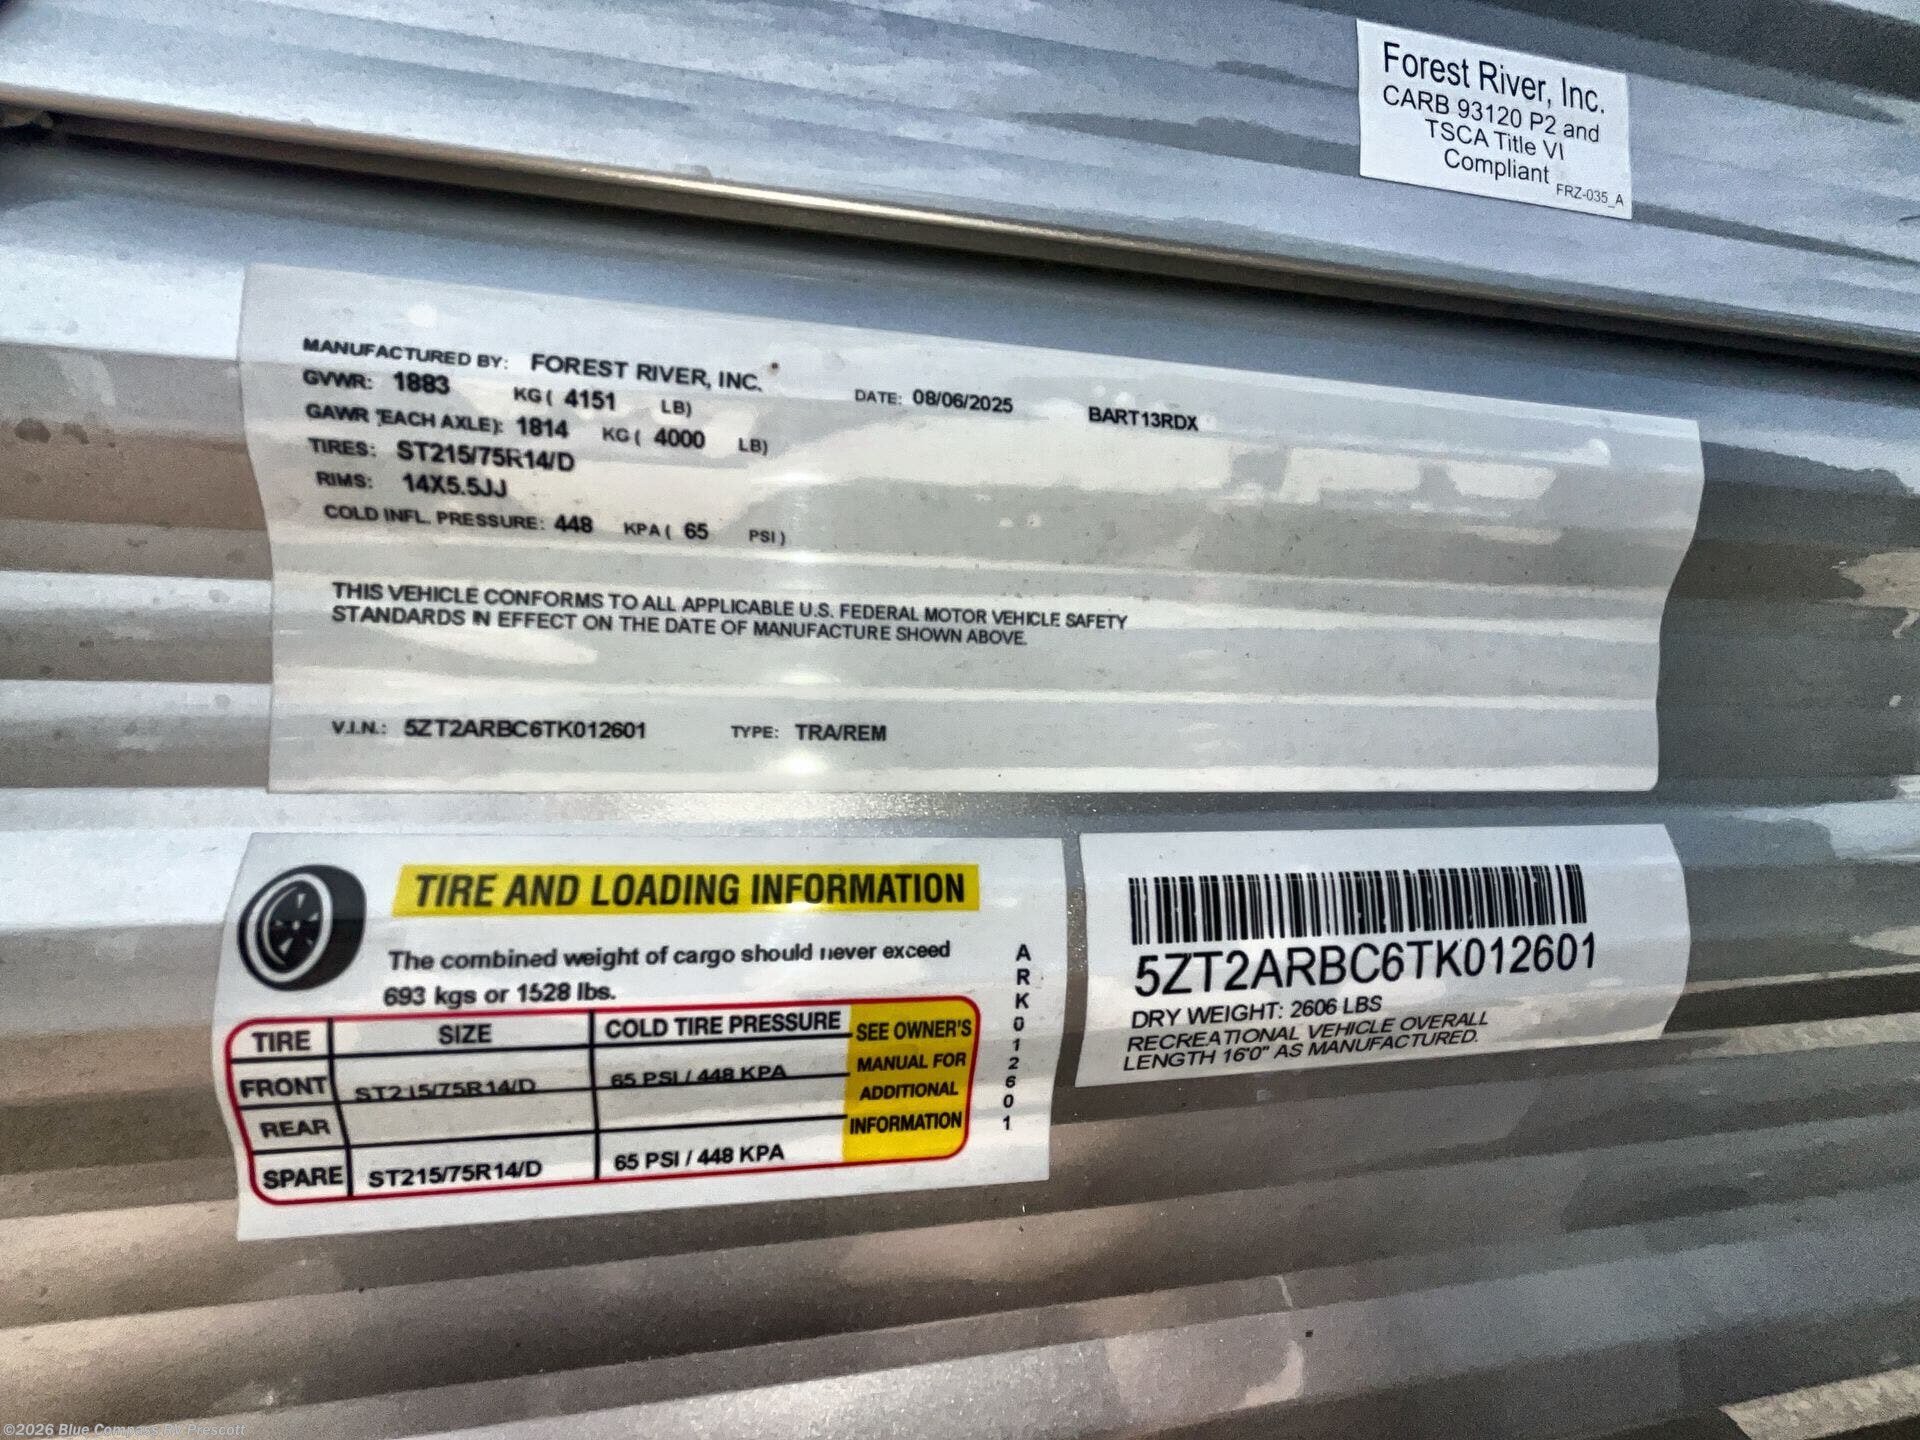 Forest River, Inc.
CARB 93120 P2 and
TSCA Title VI
Compliant
FRZ-035_A
MANUFACTURED BY: FOREST RIVER, INC.
DATE: 08/06/2025 BART13RDX
GVWR: 1883 KG ( 4151 LB)
GAWR (EACH AXLE): 1814 KG ( 4000 LB)
TIRES: ST215/75R14/D
RIMS: 14X5.5JJ
COLD INFL. PRESSURE: 448 KPA ( 65 PSI )
THIS VEHICLE CONFORMS TO ALL APPLICABLE U.S. FEDERAL MOTOR VEHICLE SAFETY
STANDARDS IN EFFECT ON THE DATE OF MANUFACTURE SHOWN ABOVE.
V.I.N.: 5ZT2ARBC6TK012601 TYPE: TRA/REM
TIRE AND LOADING INFORMATION
The combined weight of cargo should never exceed
693 kgs or 1528 lbs.
TIRE SIZE COLD TIRE PRESSURE
FRONT ST215/75R14/D 65 PSI / 448 KPA
REAR
SPARE ST215/75R14/D 65 PSI / 448 KPA
SEE OWNER'S
MANUAL FOR
ADDITIONAL
INFORMATION
ARK012601
5ZT2ARBC6TK012601
DRY WEIGHT: 2606 LBS
RECREATIONAL VEHICLE OVERALL
LENGTH 16'0" AS MANUFACTURED.
©2026 Blue Compass RV Prescott